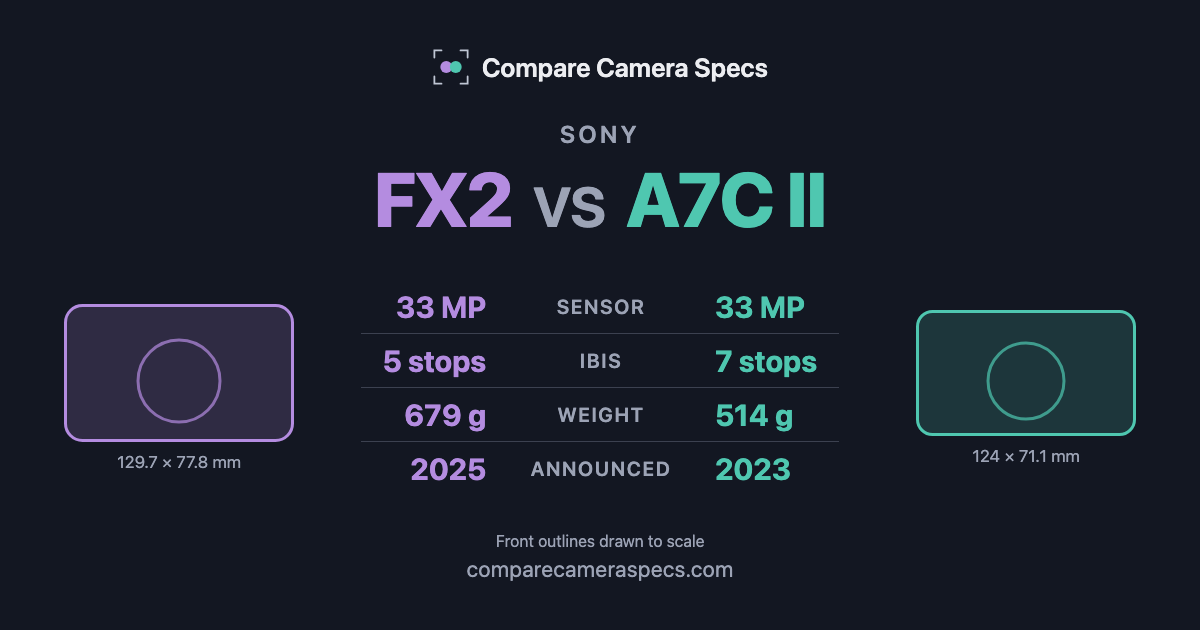 Compare Camera Specs
SONY
FX2 VS A7C II
33 MP SENSOR 33 MP
5 stops IBIS 7 stops
679 g WEIGHT 514 g
2025 ANNOUNCED 2023
129.7 × 77.8 mm
124 × 71.1 mm
Front outlines drawn to scale
comparecameraspecs.com